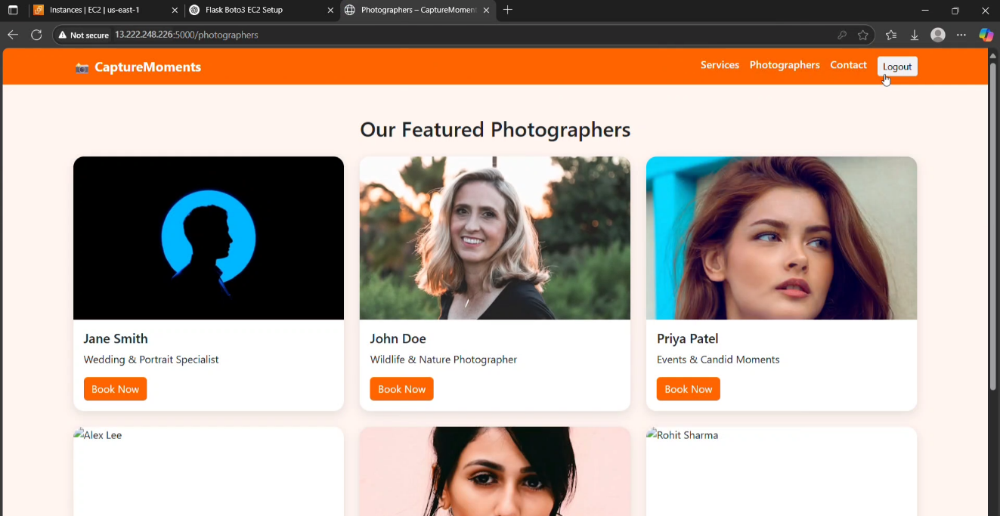 Instances | EC2 | us-east-1
Flask Boto3 EC2 Setup
Photographers – CaptureMoment
Not secure 13.222.248.226:5000/photographers
CaptureMoments
Services Photographers Contact Logout
Our Featured Photographers
Jane Smith
Wedding & Portrait Specialist
Book Now
John Doe
Wildlife & Nature Photographer
Book Now
Priya Patel
Events & Candid Moments
Book Now
Alex Lee
Rohit Sharma